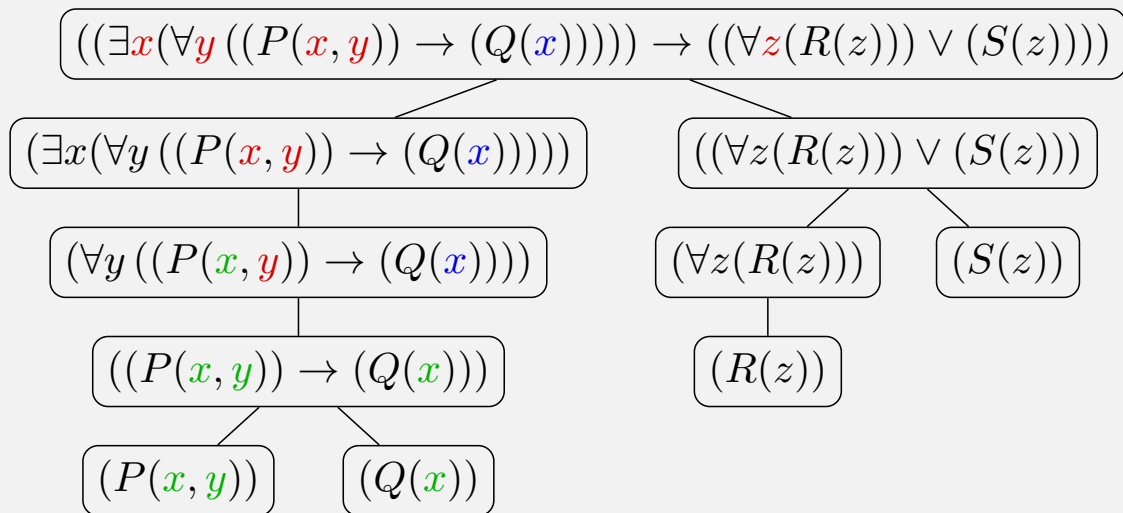 ((∃x(∀y ((P(x, y)) → (Q(x))))) → ((∀z(R(z))) ∨ (S(z))))
(∃x(∀y ((P(x, y)) → (Q(x)))))
((∀z(R(z))) ∨ (S(z)))
(∀y ((P(x, y)) → (Q(x))))
(∀z(R(z)))
(S(z))
((P(x, y)) → (Q(x)))
(R(z))
(P(x, y))
(Q(x))